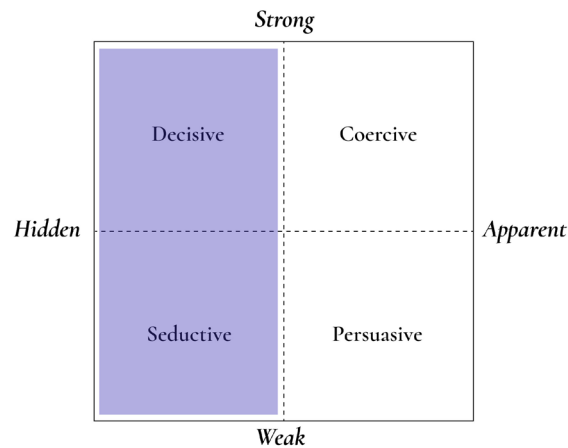 Strong
Decisive
Coercive
Hidden
Apparent
Seductive
Persuasive
Weak